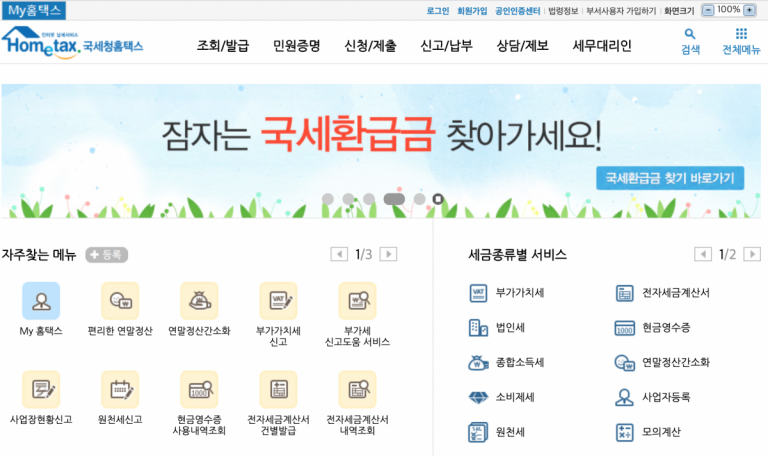 My홈택스
로그인 회원가입 공인인증센터 법령정보 부서사용자 가입하기 화면크기 100%
Hometax. 국세청홈택스
조회/발급 민원증명 신청/제출 신고/납부 상담/제보 세무대리인
검색 전체메뉴
잠자는 국세환급금 찾아가세요!
국세환급금 찾기 바로가기
자주찾는 메뉴 + 등록 1/3
My 홈택스 편리한 연말정산 연말정산간소화 부가가치세 신고 부가세 신고도움 서비스
사업장현황신고 원천세신고 현금영수증 사용내역조회 전자세금계산서 건별발급 전자세금계산서 내역조회
세금종류별 서비스 1/2
부가가치세 전자세금계산서
법인세 현금영수증
종합소득세 연말정산간소화
소비제세 사업자등록
원천세 모의계산